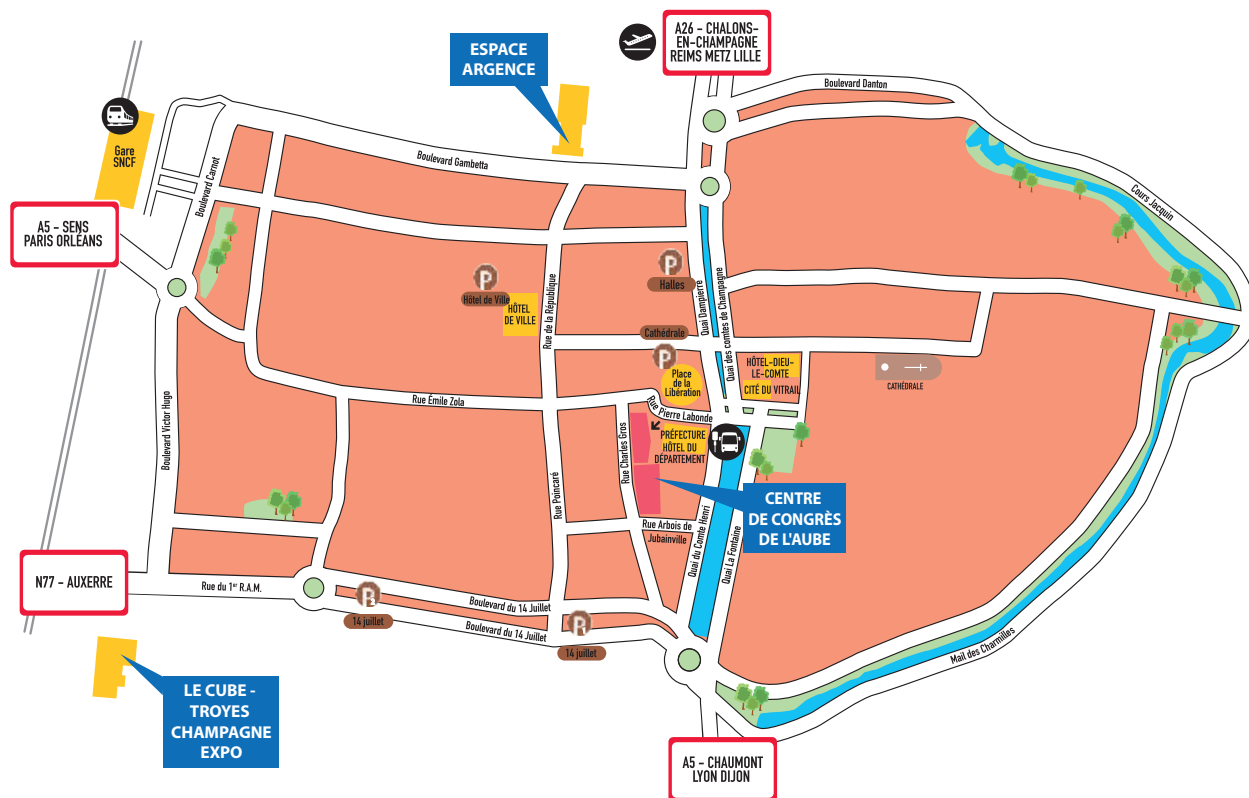 A26 - CHALONS-
EN-CHAMPAGNE
REIMS METZ LILLE
ESPACE
ARGENCE
Boulevard Danton
Gare
SNCF
Boulevard Gambetta
Boulevard Carnot
Cours Jacquin
A5 - SENS
PARIS ORLÉANS
P
Hôtel de Ville
HÔTEL
DE VILLE
Rue de la République
P
Halles
Quai Dampierre
Quai des comtes de Champagne
Cathédrale
P
Place
de la
Libération
HÔTEL-DIEU-
LE-COMTE
CITÉ DU VITRAIL
CATHÉDRALE
Rue Émile Zola
Rue Pierre Labonde
Boulevard Victor Hugo
Rue Charles Gros
PRÉFECTURE
HÔTEL DU
DÉPARTEMENT
Rue Poincaré
CENTRE
DE CONGRÈS
DE L'AUBE
Rue Arbois de
Jubainville
Quai du Comte Henri
Quai La Fontaine
N77 - AUXERRE
Rue du 1er R.A.M.
14 juillet
Boulevard du 14 Juillet
Boulevard du 14 Juillet
14 juillet
Mail des Charmilles
LE CUBE -
TROYES
CHAMPAGNE
EXPO
A5 - CHAUMONT
LYON DIJON